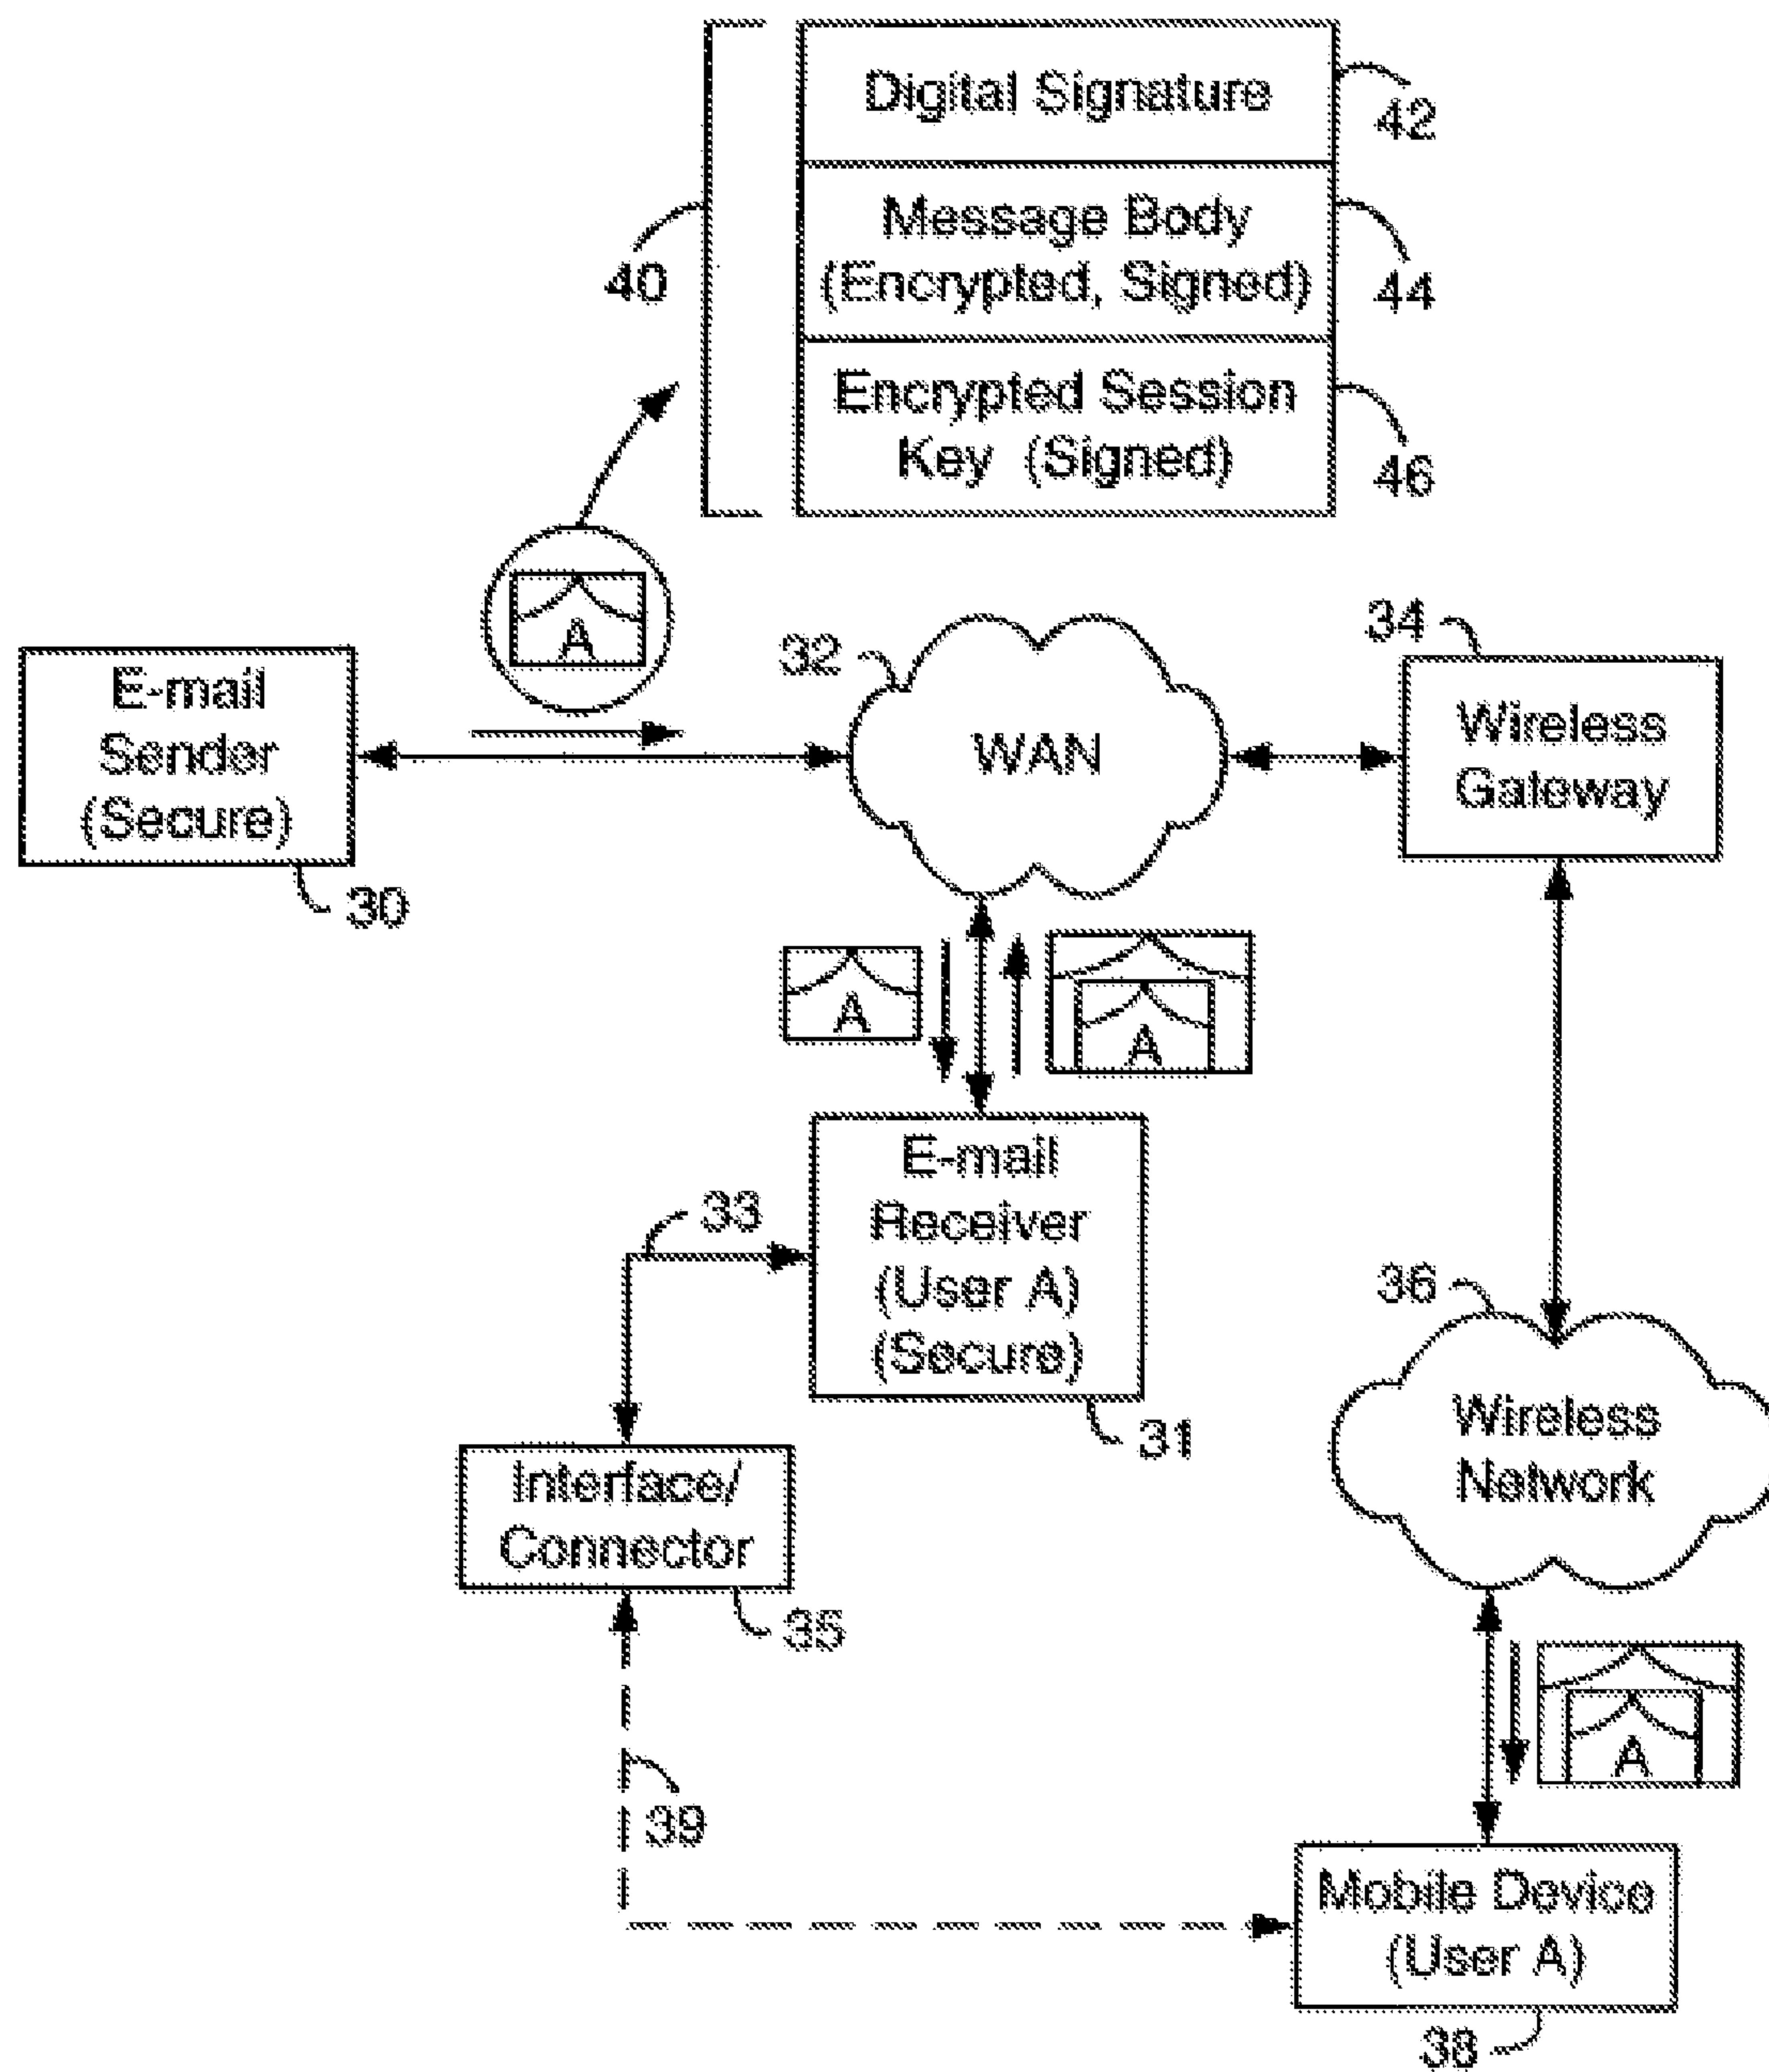 Digital Signature
42
Message Body
(Encrypted, Signed)
40
44
Encrypted Session
Key (Signed)
46
A
E-mail
Sender
(Secure)
30
32
WAN
34
Wireless
Gateway
A
A
E-mail
Receiver
(User A)
(Secure)
31
33
Interface/
Connector
35
36
Wireless
Network
A
39
Mobile Device
(User A)
38